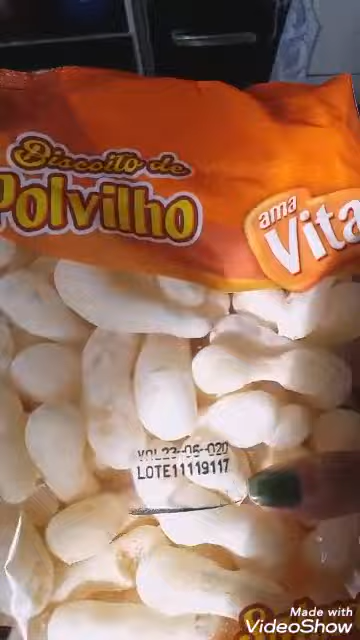 Biscoito de
Polvilho
ama
Vita
VAL23-06-020
LOTE11119117
Made with
VideoShow